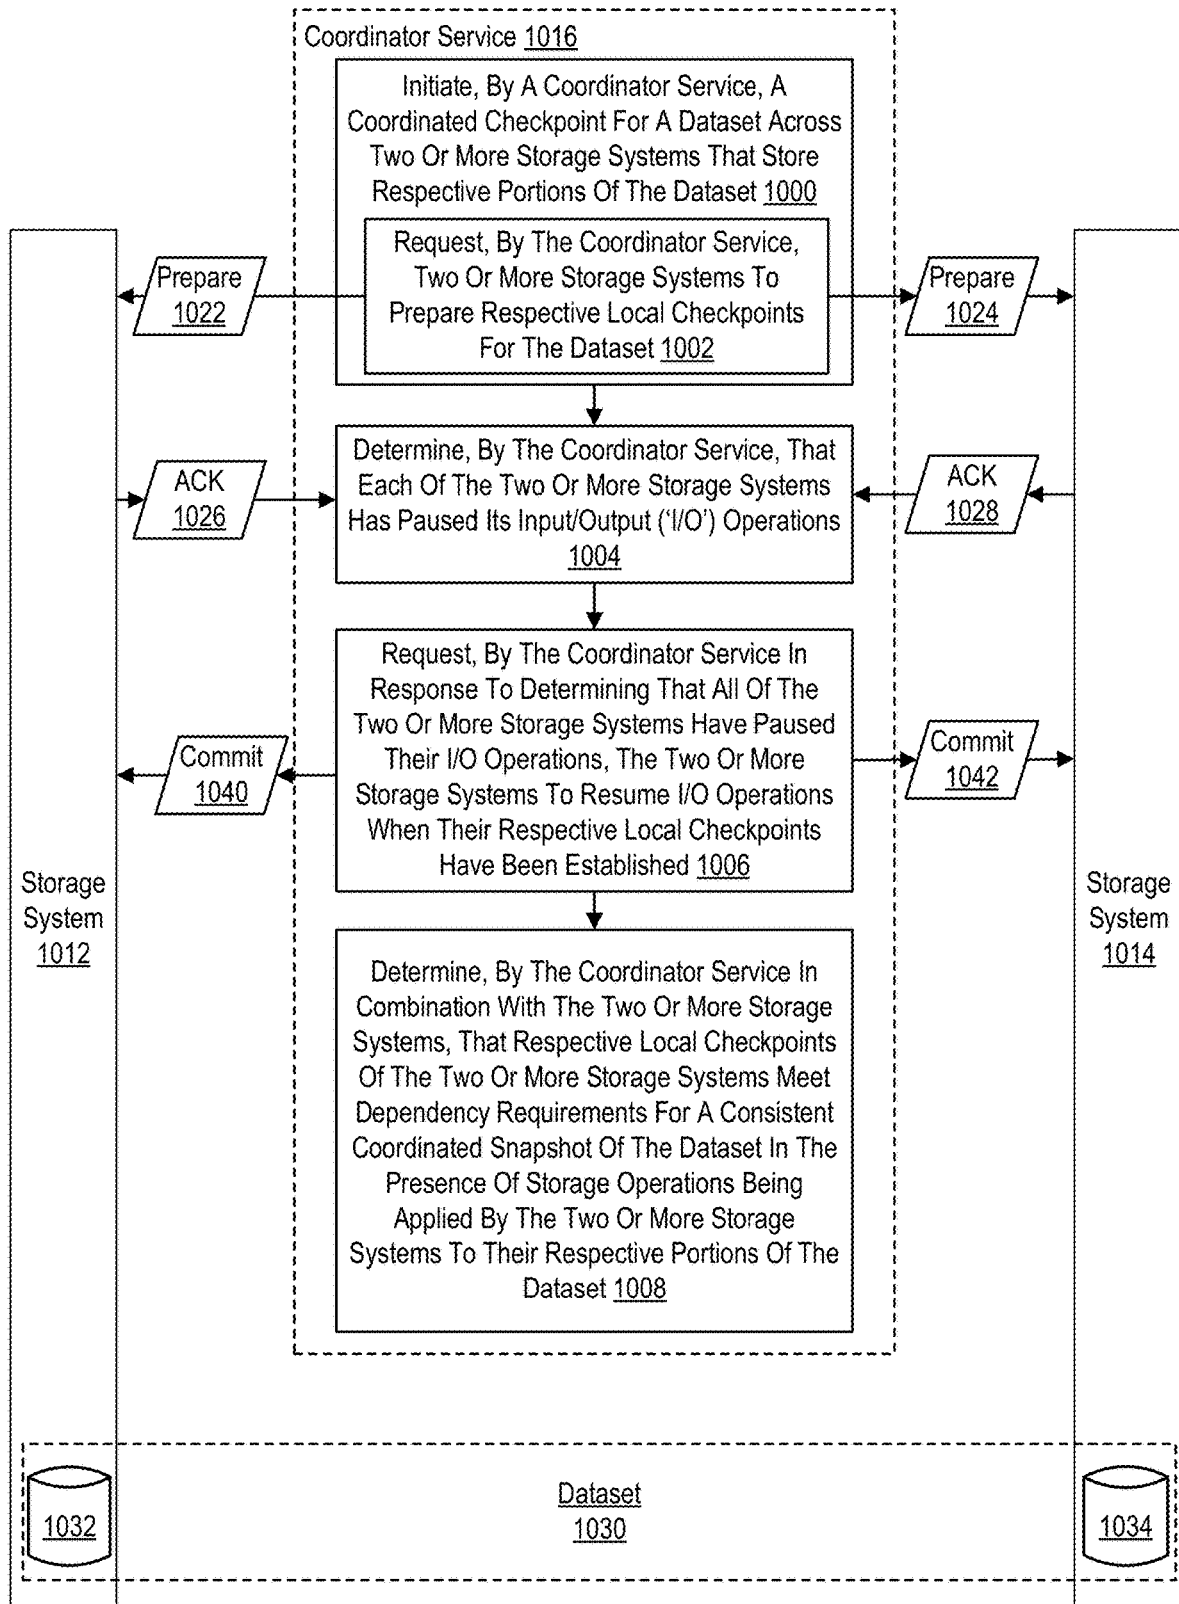 Coordinator Service 1016
Initiate, By A Coordinator Service, A
Coordinated Checkpoint For A Dataset Across
Two Or More Storage Systems That Store
Respective Portions Of The Dataset 1000
Request, By The Coordinator Service,
Two Or More Storage Systems To
Prepare Respective Local Checkpoints
For The Dataset 1002
Prepare
1022
Prepare
1024
Determine, By The Coordinator Service, That
Each Of The Two Or More Storage Systems
Has Paused Its Input/Output (‘I/O’) Operations
1004
ACK
1026
ACK
1028
Request, By The Coordinator Service In
Response To Determining That All Of The
Two Or More Storage Systems Have Paused
Their I/O Operations, The Two Or More
Storage Systems To Resume I/O Operations
When Their Respective Local Checkpoints
Have Been Established 1006
Commit
1040
Commit
1042
Storage
System
1012
Storage
System
1014
Determine, By The Coordinator Service In
Combination With The Two Or More Storage
Systems, That Respective Local Checkpoints
Of The Two Or More Storage Systems Meet
Dependency Requirements For A Consistent
Coordinated Snapshot Of The Dataset In The
Presence Of Storage Operations Being
Applied By The Two Or More Storage
Systems To Their Respective Portions Of The
Dataset 1008
1032
Dataset
1030
1034